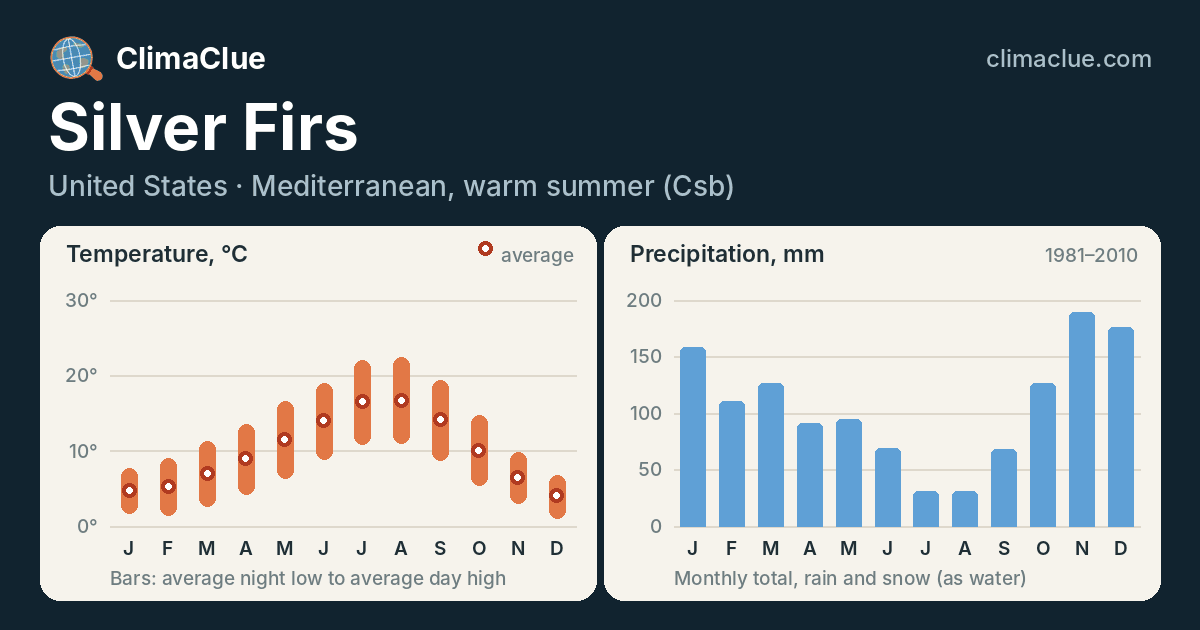 ClimaClue
climaclue.com
Silver Firs
United States · Mediterranean, warm summer (Csb)
Temperature, °C
average
30°
20°
10°
0°
J F M A M J J A S O N D
Bars: average night low to average day high
Precipitation, mm
1981–2010
200
150
100
50
0
J F M A M J J A S O N D
Monthly total, rain and snow (as water)